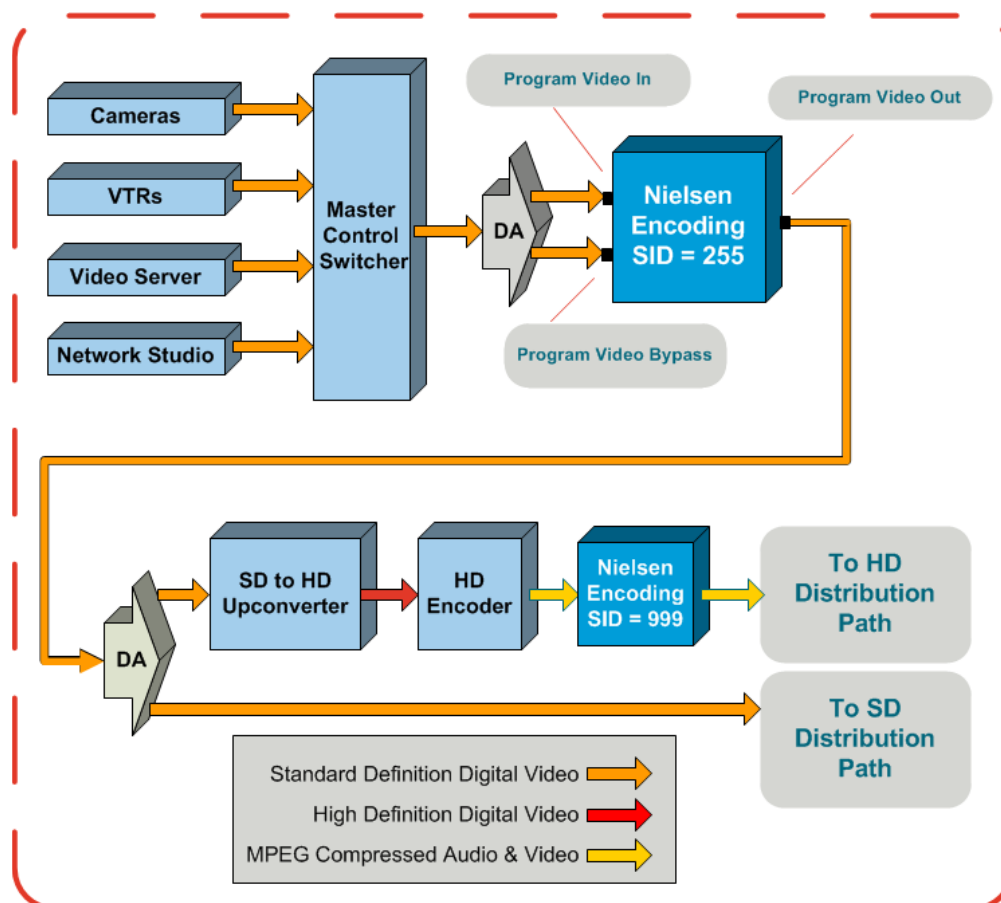 Cameras
VTRs
Video Server
Network Studio
Master
Control
Switcher
DA
Program Video In
Program Video Bypass
Nielsen
Encoding
SID = 255
Program Video Out
DA
SD to HD
Upconverter
HD
Encoder
Nielsen
Encoding
SID = 999
To HD
Distribution
Path
To SD
Distribution
Path
Standard Definition Digital Video
High Definition Digital Video
MPEG Compressed Audio & Video